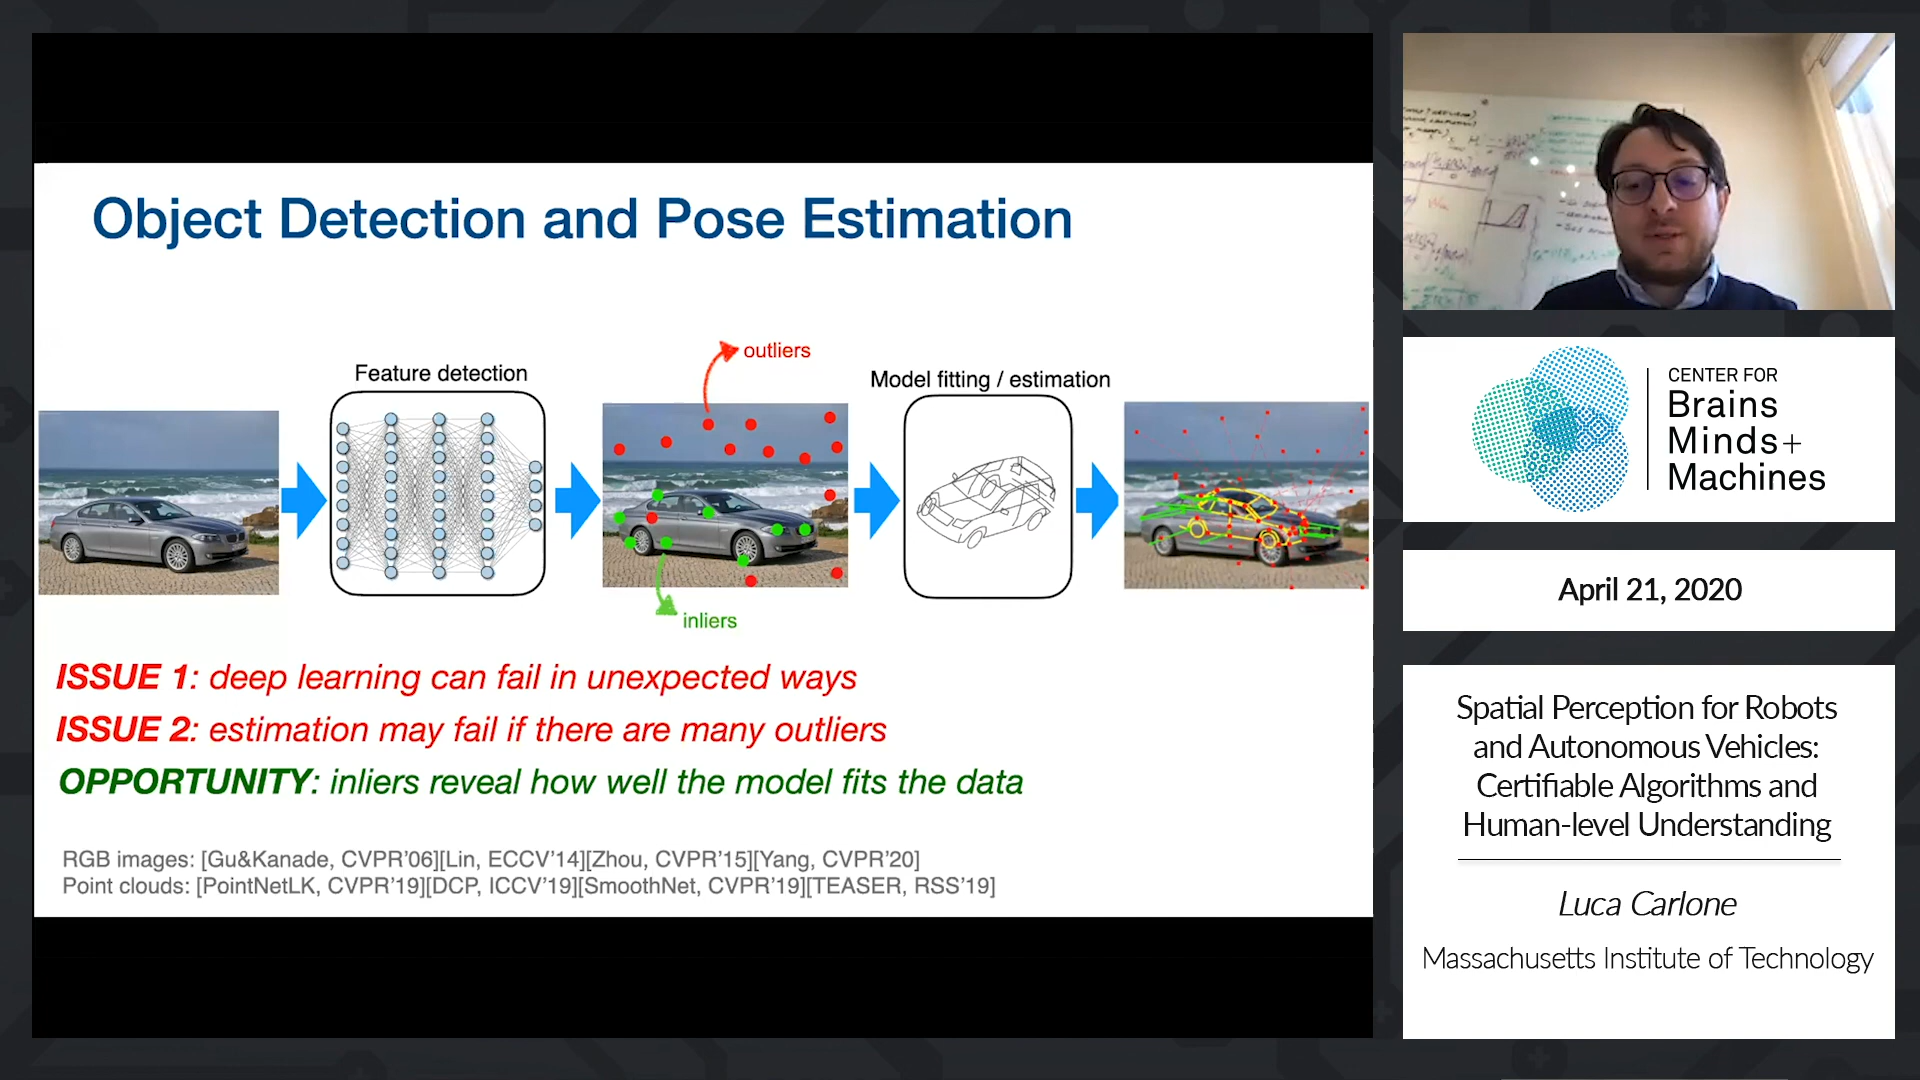 Object Detection and Pose Estimation
outliers
Feature detection
Model fitting / estimation
inliers
ISSUE 1: deep learning can fail in unexpected ways
ISSUE 2: estimation may fail if there are many outliers
OPPORTUNITY: inliers reveal how well the model fits the data
RGB images: [Gu&Kanade, CVPR'06][Lin, ECCV'14][Zhou, CVPR'15][Yang, CVPR'20]
Point clouds: [PointNetLK, CVPR'19][DCP, ICCV'19][SmoothNet, CVPR'19][TEASER, RSS'19]
CENTER FOR
Brains
Minds+
Machines
April 21, 2020
Spatial Perception for Robots
and Autonomous Vehicles:
Certifiable Algorithms and
Human-level Understanding
Luca Carlone
Massachusetts Institute of Technology